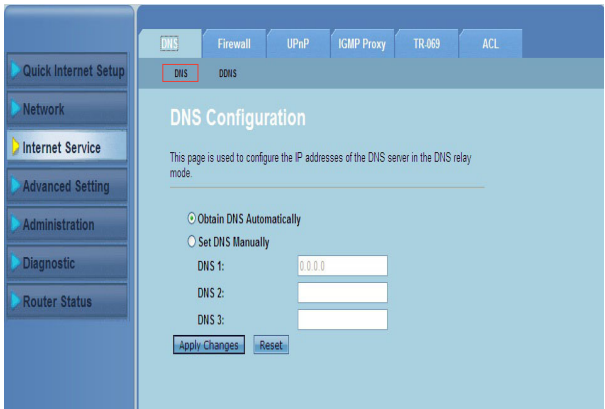 DNS Firewall UPnP IGMP Proxy TR-069 ACL
DNS DDNS
Quick Internet Setup
Network
Internet Service
Advanced Setting
Administration
Diagnostic
Router Status
DNS Configuration
This page is used to configure the IP addresses of the DNS server in the DNS relay
mode.
Obtain DNS Automatically
Set DNS Manually
DNS 1: 0.0.0.0
DNS 2:
DNS 3:
Apply Changes Reset